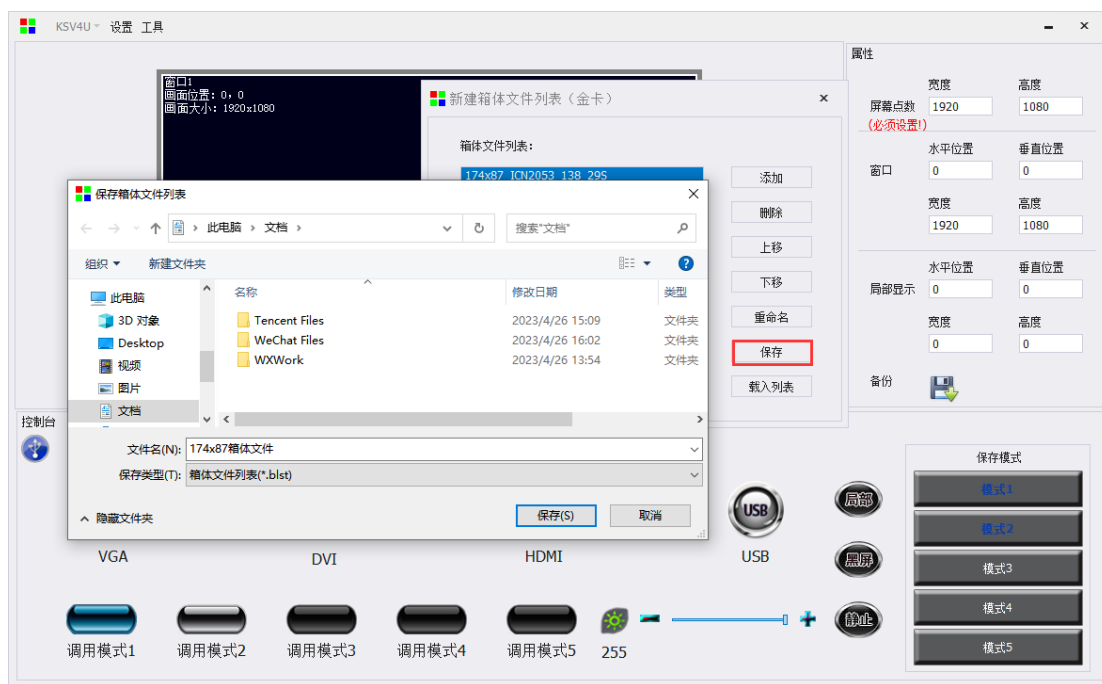 KSV4U 设置 工具
属性
窗口1
画面位置：0，0
画面大小：1920x1080
宽度 高度
屏幕点数 1920 1080
(必须设置!)
水平位置 垂直位置
窗口 0 0
宽度 高度
1920 1080
水平位置 垂直位置
局部显示 0 0
宽度 高度
0 0
备份
新建箱体文件列表（金卡）
箱体文件列表：
174x87_ICN2053_138_295
添加
删除
上移
下移
重命名
保存
载入列表
保存箱体文件列表
此电脑 › 文档 ›
搜索"文档"
组织 新建文件夹
此电脑
3D 对象
Desktop
视频
图片
文档
名称 修改日期 类型
Tencent Files 2023/4/26 15:09 文件夹
WeChat Files 2023/4/26 16:02 文件夹
WXWork 2023/4/26 13:54 文件夹
文件名(N): 174x87箱体文件
保存类型(T): 箱体文件列表(*.blst)
隐藏文件夹
保存(S) 取消
控制台
VGA DVI HDMI USB
USB
局部
黑屏
静止
保存模式
模式1
模式2
模式3
模式4
模式5
调用模式1 调用模式2 调用模式3 调用模式4 调用模式5 255